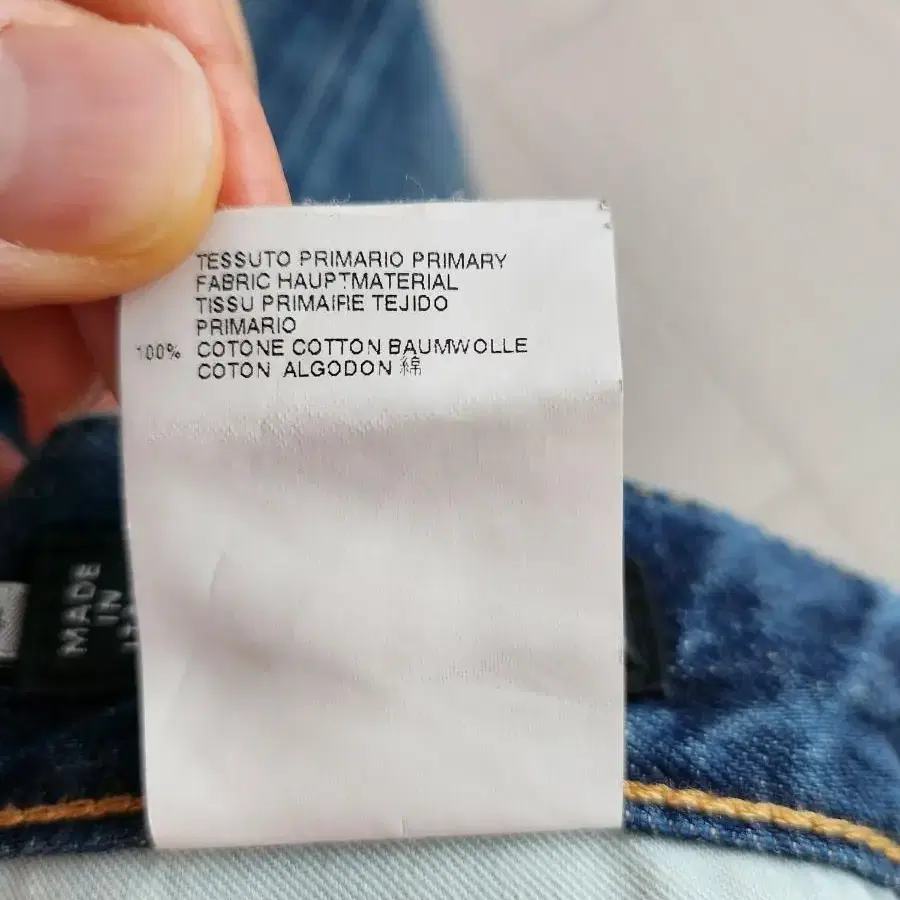 TESSUTO PRIMARIO PRIMARY
FABRIC HAUPTMATERIAL
TISSU PRIMAIRE TEJIDO
PRIMARIO
100% COTONE COTTON BAUMWOLLE
COTON ALGODON 綿
MADE
IN